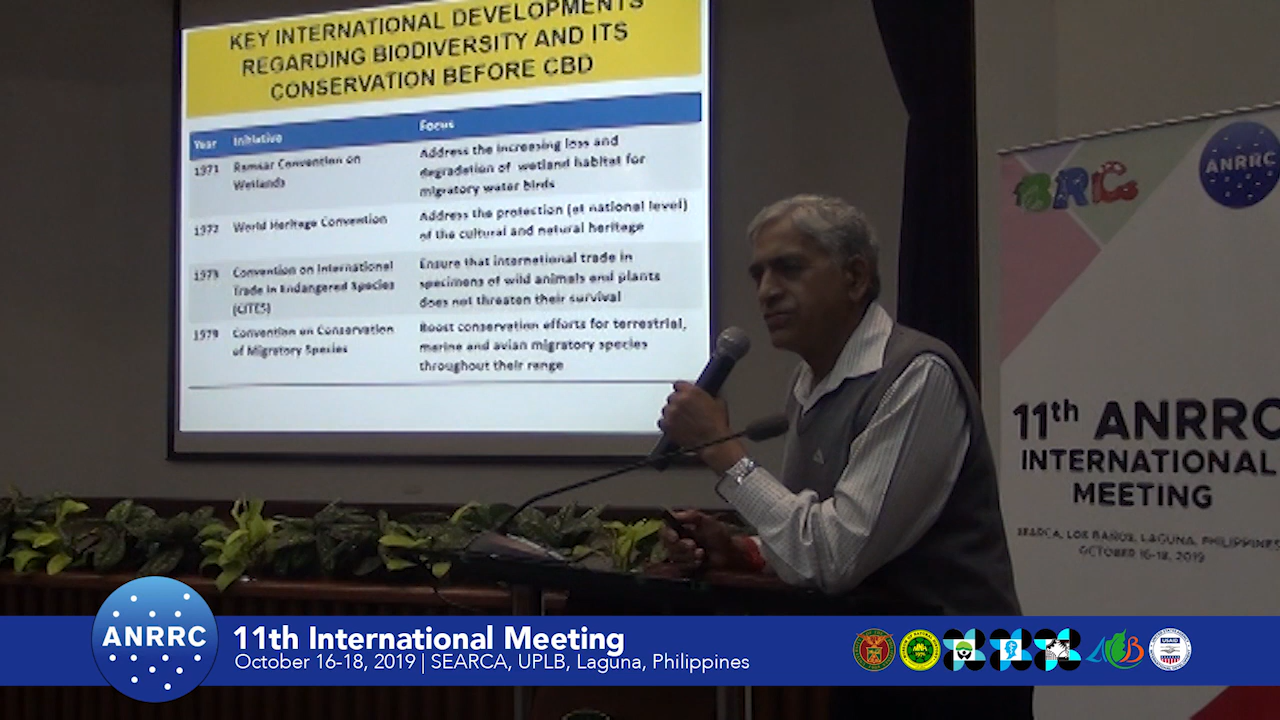 KEY INTERNATIONAL DEVELOPMENTS
REGARDING BIODIVERSITY AND ITS
CONSERVATION BEFORE CBD
Year Initiative Focus
1971 Ramsar Convention on
Wetlands
Address the increasing loss and
degradation of wetland habitat for
migratory water birds
1972 World Heritage Convention
Address the protection (at national level)
of the cultural and natural heritage
1973 Convention on International
Trade in Endangered Species
(CITES)
Ensure that international trade in
specimens of wild animals and plants
does not threaten their survival
1979 Convention on Conservation
of Migratory Species
Boost conservation efforts for terrestrial,
marine and avian migratory species
throughout their range
BRCs
ANRRC
11th ANRRC
INTERNATIONAL
MEETING
SEARCA, LOS BAÑOS, LAGUNA, PHILIPPINES
OCTOBER 16-18, 2019
ANRRC
11th International Meeting
October 16-18, 2019 | SEARCA, UPLB, Laguna, Philippines
USAID